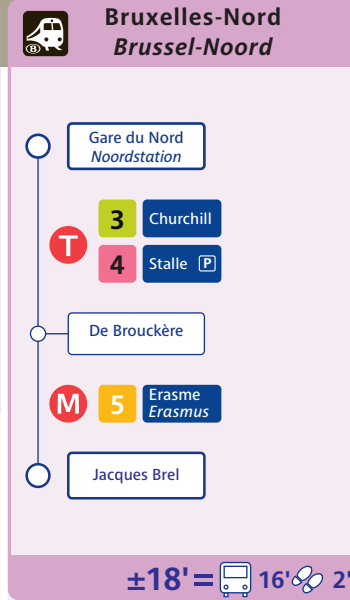 Bruxelles-Nord
Brussel-Noord
B
Gare du Nord
Noordstation
T
3 Churchill
4 Stalle P
De Brouckère
M 5 Erasme
Erasmus
Jacques Brel
±18'= 16' 2'